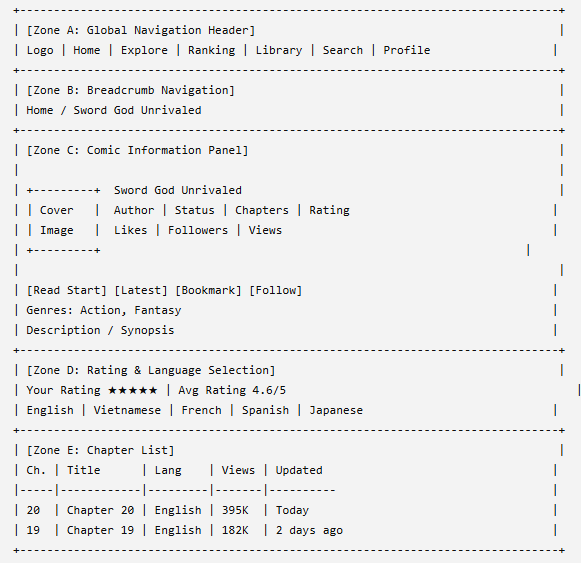 +--------------------------------------------------------------------------------+
| [Zone A: Global Navigation Header] |
| Logo | Home | Explore | Ranking | Library | Search | Profile |
+--------------------------------------------------------------------------------+
| [Zone B: Breadcrumb Navigation] |
| Home / Sword God Unrivaled
+--------------------------------------------------------------------------------+
| [Zone C: Comic Information Panel] |
| |
| +---------+ Sword God Unrivaled |
| | Cover | Author | Status | Chapters | Rating |
| | Image | Likes | Followers | Views |
| +---------+ |
| |
| [Read Start] [Latest] [Bookmark] [Follow] |
| Genres: Action, Fantasy |
| Description / Synopsis |
+--------------------------------------------------------------------------------+
| [Zone D: Rating & Language Selection] |
| Your Rating ★★★★★ | Avg Rating 4.6/5 |
| English | Vietnamese | French | Spanish | Japanese |
+--------------------------------------------------------------------------------+
| [Zone E: Chapter List] |
| Ch. | Title | Lang | Views | Updated |
|-----|------------|---------|-------|---------- |
| 20 | Chapter 20 | English | 395K | Today |
| 19 | Chapter 19 | English | 182K | 2 days ago |
+--------------------------------------------------------------------------------+